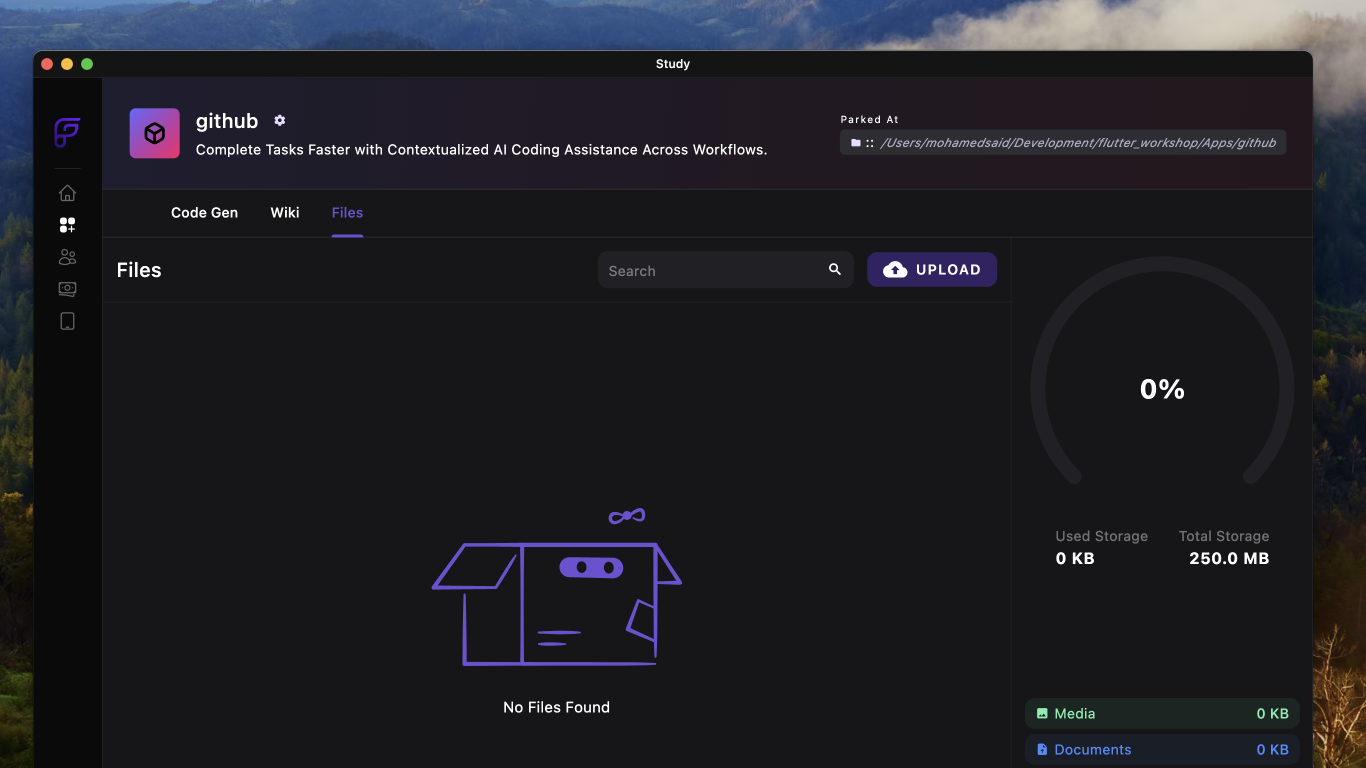 Study
github
Complete Tasks Faster with Contextualized AI Coding Assistance Across Workflows.
Parked At
:: /Users/mohamedsaid/Development/flutter_workshop/Apps/github
Code Gen Wiki Files
Files
Search
UPLOAD
0%
Used Storage Total Storage
0 KB 250.0 MB
No Files Found
Media 0 KB
Documents 0 KB